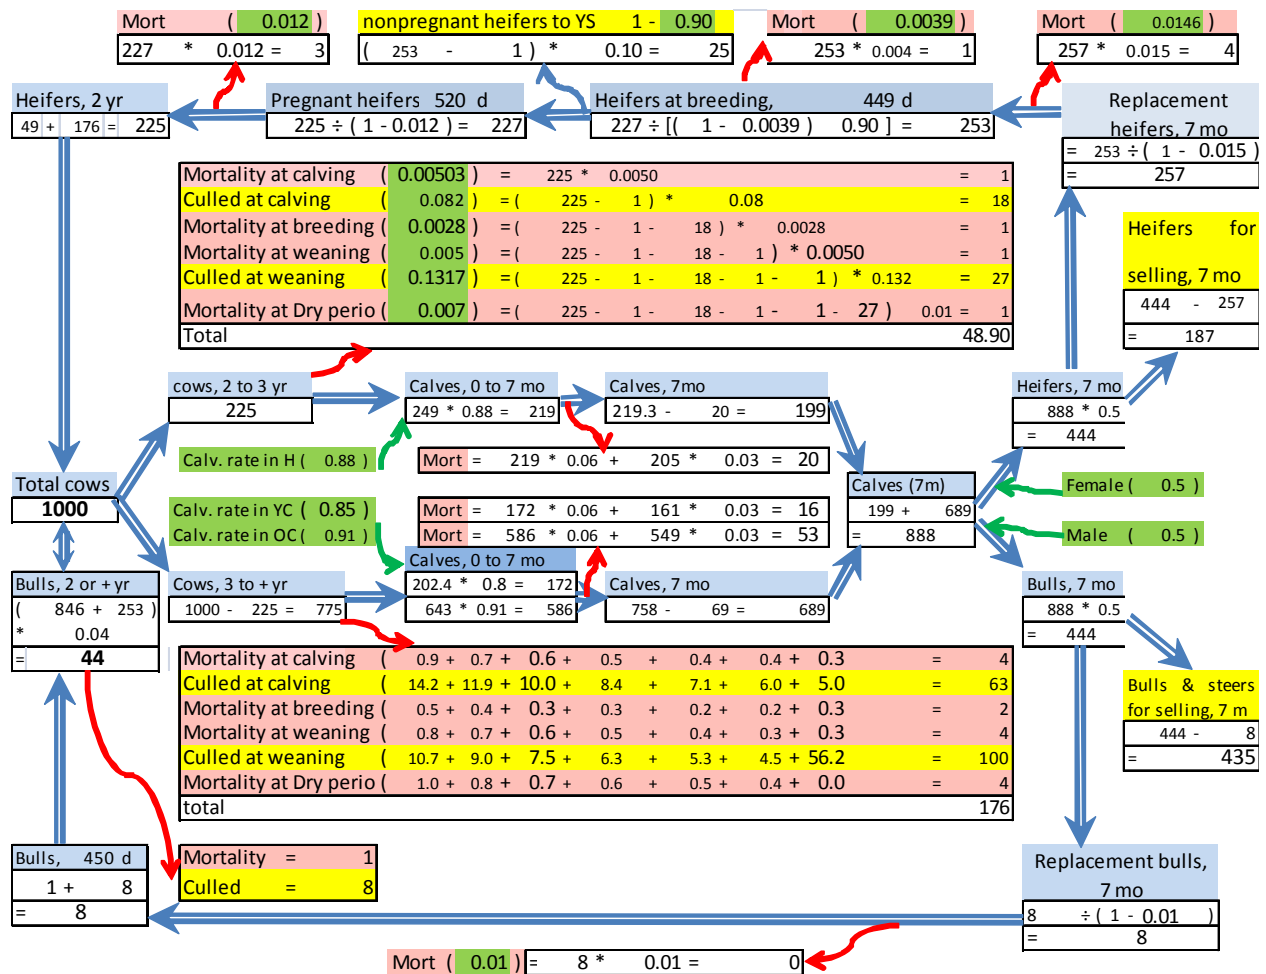 Mort ( 0.012 )
227 * 0.012 = 3
nonpregnant heifers to YS 1 - 0.90
( 253 - 1 ) * 0.10 = 25
Mort ( 0.0039 )
253 * 0.004 = 1
Mort ( 0.0146 )
257 * 0.015 = 4
Heifers, 2 yr
49 + 176 = 225
Pregnant heifers 520 d
225 ÷ ( 1 - 0.012 ) = 227
Heifers at breeding, 449 d
227 ÷ [( 1 - 0.0039 ) 0.90 ] = 253
Replacement
heifers, 7 mo
= 253 ÷ ( 1 - 0.015 )
= 257
Mortality at calving ( 0.00503 ) = 225 * 0.0050 = 1
Culled at calving ( 0.082 ) = ( 225 - 1 ) * 0.08 = 18
Mortality at breeding ( 0.0028 ) = ( 225 - 1 - 18 ) * 0.0028 = 1
Mortality at weaning ( 0.005 ) = ( 225 - 1 - 18 - 1 ) * 0.0050 = 1
Culled at weaning ( 0.1317 ) = ( 225 - 1 - 18 - 1 - 1 ) * 0.132 = 27
Mortality at Dry perio ( 0.007 ) = ( 225 - 1 - 18 - 1 - 1 - 27 ) 0.01 = 1
Total 48.90
Heifers for
selling, 7 mo
444 - 257
= 187
cows, 2 to 3 yr
225
Calves, 0 to 7 mo
249 * 0.88 = 219
Calves, 7mo
219.3 - 20 = 199
Heifers, 7 mo
888 * 0.5
= 444
Calv. rate in H ( 0.88 )
Mort = 219 * 0.06 + 205 * 0.03 = 20
Total cows
1000
Calv. rate in YC ( 0.85 )
Calv. rate in OC ( 0.91 )
Mort = 172 * 0.06 + 161 * 0.03 = 16
Mort = 586 * 0.06 + 549 * 0.03 = 53
Calves (7m)
199 + 689
= 888
Female ( 0.5 )
Male ( 0.5 )
Bulls, 2 or + yr
( 846 + 253 )
* 0.04
= 44
Cows, 3 to + yr
1000 - 225 = 775
Calves, 0 to 7 mo
202.4 * 0.8 = 172
643 * 0.91 = 586
Calves, 7 mo
758 - 69 = 689
Bulls, 7 mo
888 * 0.5
= 444
Mortality at calving ( 0.9 + 0.7 + 0.6 + 0.5 + 0.4 + 0.4 + 0.3 = 4
Culled at calving ( 14.2 + 11.9 + 10.0 + 8.4 + 7.1 + 6.0 + 5.0 = 63
Mortality at breeding ( 0.5 + 0.4 + 0.3 + 0.3 + 0.2 + 0.2 + 0.3 = 2
Mortality at weaning ( 0.8 + 0.7 + 0.6 + 0.5 + 0.4 + 0.3 + 0.3 = 4
Culled at weaning ( 10.7 + 9.0 + 7.5 + 6.3 + 5.3 + 4.5 + 56.2 = 100
Mortality at Dry perio ( 1.0 + 0.8 + 0.7 + 0.6 + 0.5 + 0.4 + 0.0 = 4
total 176
Bulls & steers
for selling, 7 m
444 - 8
= 435
Bulls, 450 d
1 + 8
= 8
Mortality = 1
Culled = 8
Replacement bulls,
7 mo
8 ÷ ( 1 - 0.01 )
= 8
Mort ( 0.01 ) = 8 * 0.01 = 0